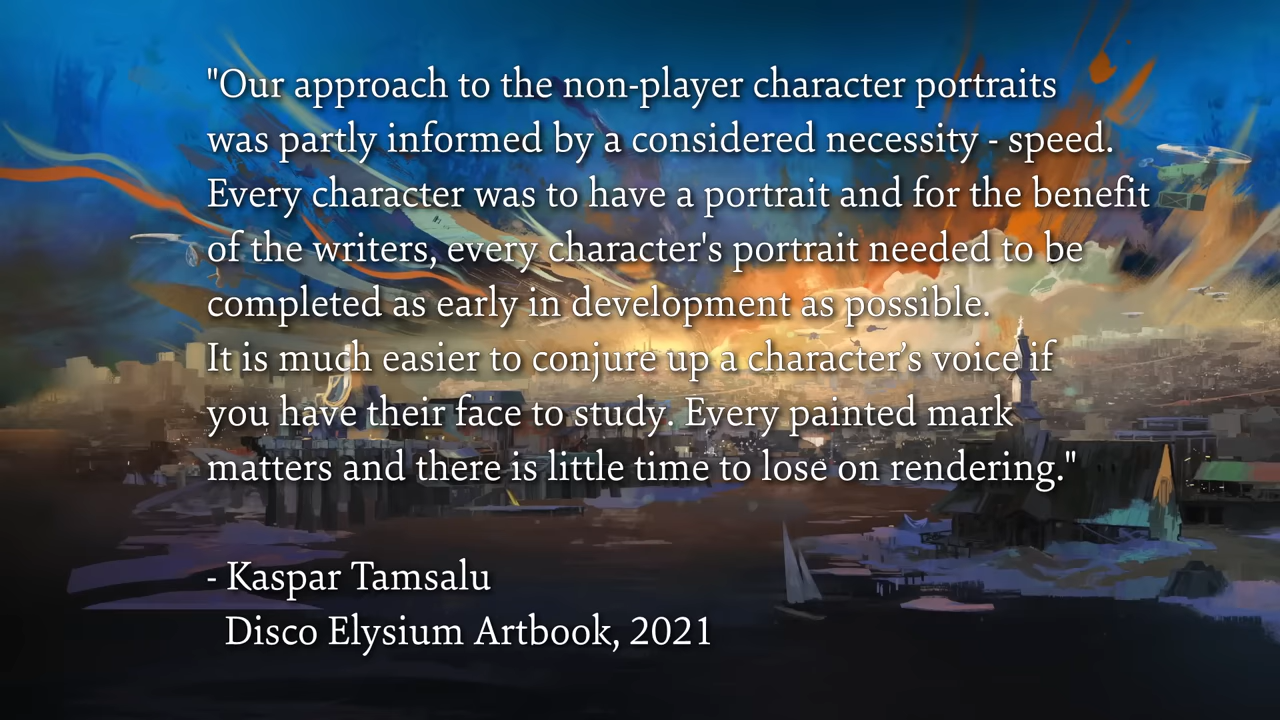 "Our approach to the non-player character portraits
was partly informed by a considered necessity - speed.
Every character was to have a portrait and for the benefit
of the writers, every character's portrait needed to be
completed as early in development as possible.
It is much easier to conjure up a character’s voice if
you have their face to study. Every painted mark
matters and there is little time to lose on rendering."
- Kaspar Tamsalu
Disco Elysium Artbook, 2021